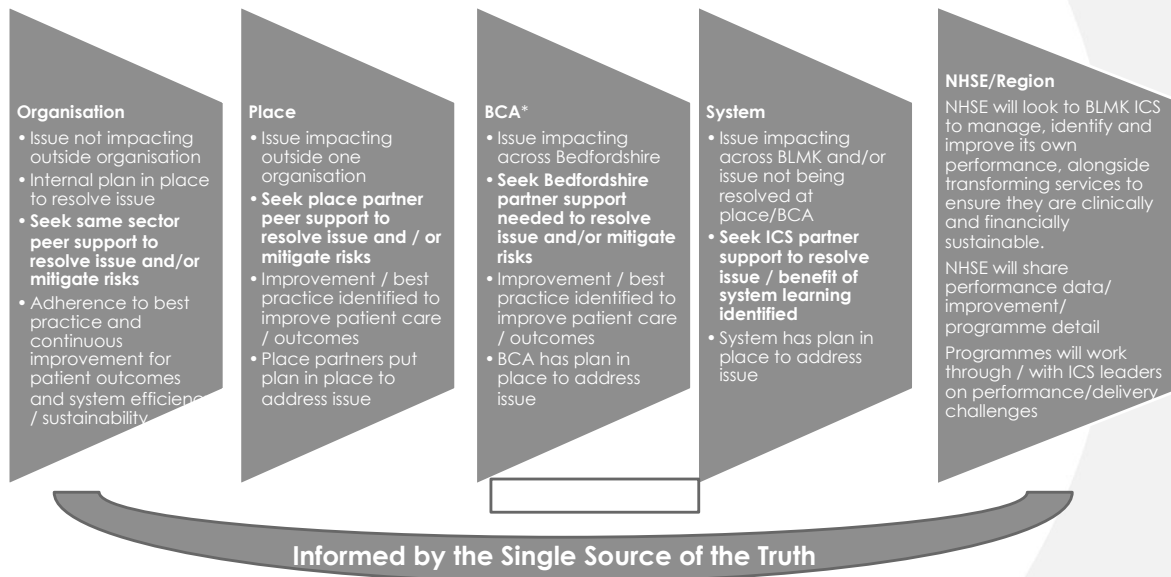 Organisation
• Issue not impacting
outside organisation
• Internal plan in place
to resolve issue
• Seek same sector
peer support to
resolve issue and/or
mitigate risks
• Adherence to best
practice and
continuous
improvement for
patient outcomes
and system efficienc
/ sustainability
Place
• Issue impacting
outside one
organisation
• Seek place partner
peer support to
resolve issue and / or
mitigate risks
• Improvement / best
practice identified to
improve patient care
/ outcomes
• Place partners put
plan in place to
address issue
BCA*
• Issue impacting
across Bedfordshire
• Seek Bedfordshire
partner support
needed to resolve
issue and/or mitigate
risks
• Improvement / best
practice identified to
improve patient care
/ outcomes
• BCA has plan in
place to address
issue
System
• Issue impacting
across BLMK and/or
issue not being
resolved at
place/BCA
• Seek ICS partner
support to resolve
issue / benefit of
system learning
identified
• System has plan in
place to address
issue
NHSE/Region
NHSE will look to BLMK ICS
to manage, identify and
improve its own
performance, alongside
transforming services to
ensure they are clinically
and financially
sustainable.
NHSE will share
performance data/
improvement/
programme detail
Programmes will work
through / with ICS leaders
on performance/delivery
challenges
Informed by the Single Source of the Truth